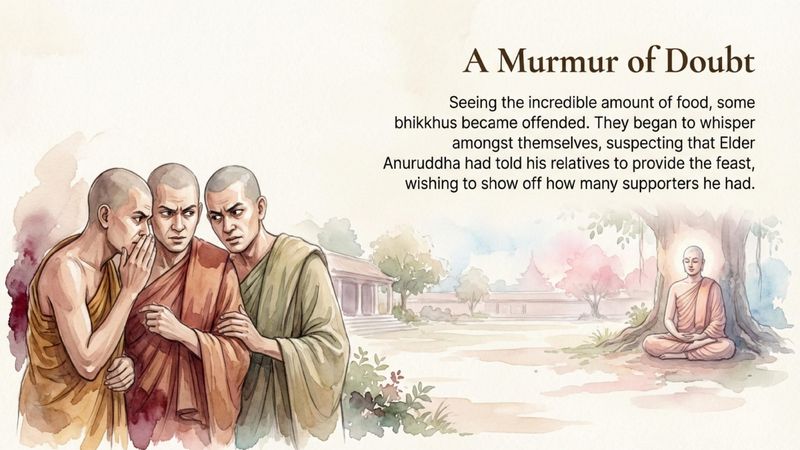 A Murmur of Doubt
Seeing the incredible amount of food, some
bhikkhus became offended. They began to whisper
amongst themselves, suspecting that Elder
Anuruddha had told his relatives to provide the feast,
wishing to show off how many supporters he had.